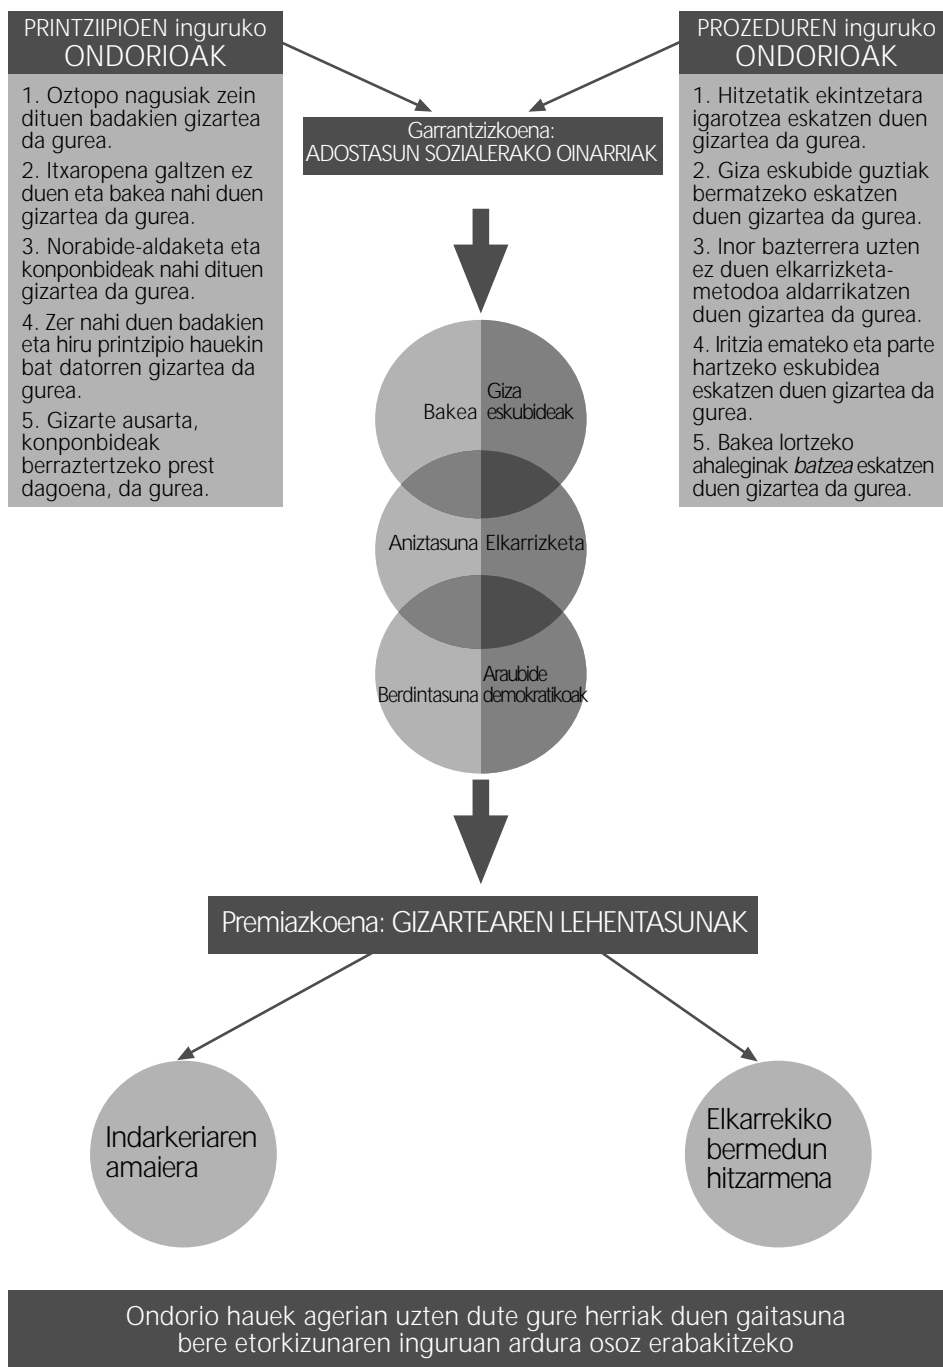 PRINTZIIPIOEN inguruko
ONDORIOAK
1. Oztopo nagusiak zein
dituen badakien gizartea
da gurea.
2. Itxaropena galtzen ez
duen eta bakea nahi duen
gizartea da gurea.
3. Norabide-aldaketa eta
konponbideak nahi dituen
gizartea da gurea.
4. Zer nahi duen badakien
eta hiru printzipio hauekin
bat datorren gizartea da
gurea.
5. Gizarte ausarta,
konponbideak
berraztertzeko prest
dagoena, da gurea.
PROZEDUREN inguruko
ONDORIOAK
1. Hitzetatik ekintzetara
igarotzea eskatzen duen
gizartea da gurea.
2. Giza eskubide guztiak
bermatzeko eskatzen
duen gizartea da gurea.
3. Inor bazterrera uzten
ez duen elkarrizketa-
metodoa aldarrikatzen
duen gizartea da gurea.
4. Iritzia emateko eta parte
hartzeko eskubidea
eskatzen duen gizartea da
gurea.
5. Bakea lortzeko
ahaleginak batzea eskatzen
duen gizartea da gurea.
Garrantzizkoena:
ADOSTASUN SOZIALERAKO OINARRIAK
Bakea
Giza
eskubideak
Aniztasuna
Elkarrizketa
Berdintasuna
Araubide
demokratikoak
Premiazkoena: GIZARTEAREN LEHENTASUNAK
Indarkeriaren
amaiera
Elkarrekiko
bermedun
hitzarmena
Ondorio hauek agerian uzten dute gure herriak duen gaitasuna
bere etorkizunaren inguruan ardura osoz erabakitzeko